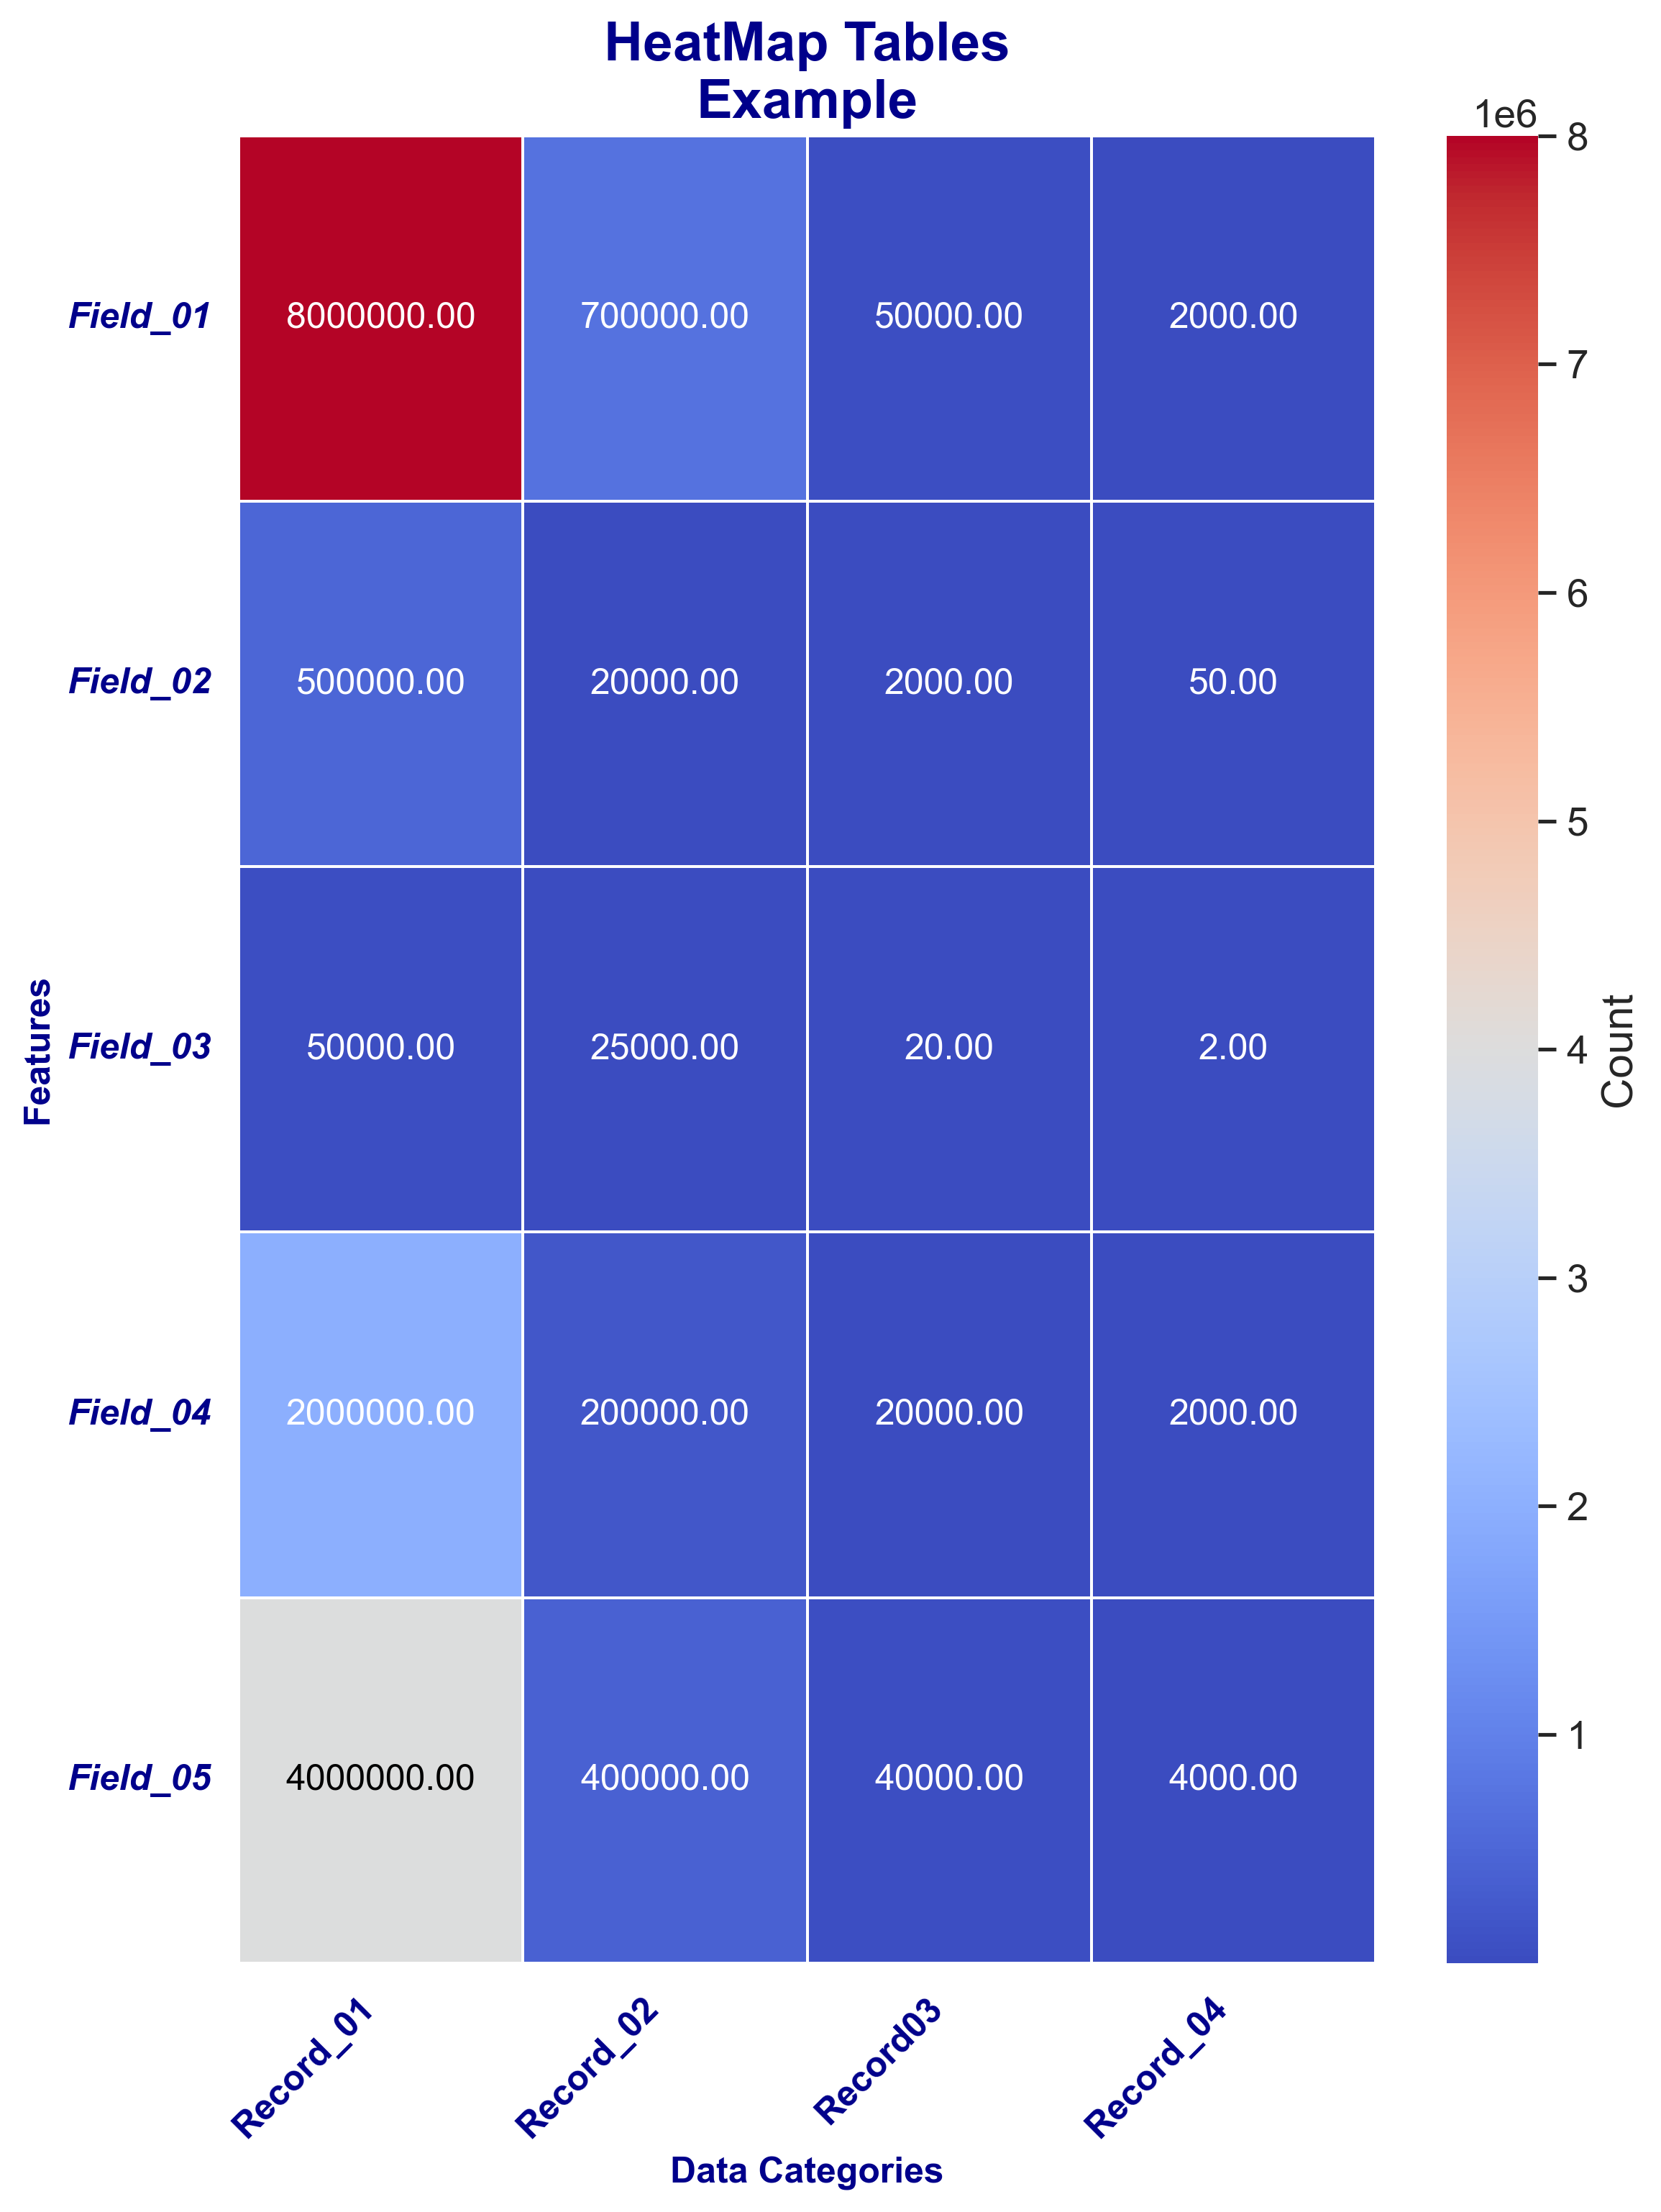 HeatMap Tables
Example
1e6
8
7
6
5
4
3
2
1
Count
Features
Field_01 8000000.00 700000.00 50000.00 2000.00
Field_02 500000.00 20000.00 2000.00 50.00
Field_03 50000.00 25000.00 20.00 2.00
Field_04 2000000.00 200000.00 20000.00 2000.00
Field_05 4000000.00 400000.00 40000.00 4000.00
Record_01 Record_02 Record03 Record_04
Data Categories